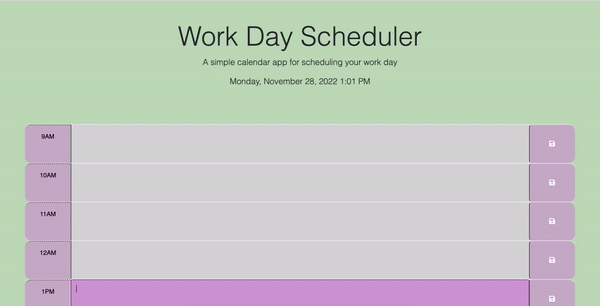 Work Day Scheduler
A simple calendar app for scheduling your work day
Monday, November 28, 2022 1:01 PM
9AM
10AM
11AM
12AM
1PM